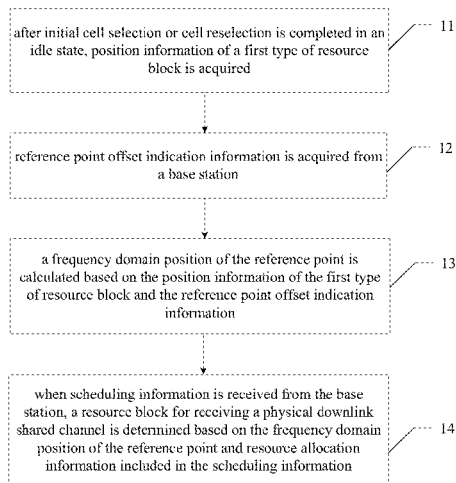 after initial cell selection or cell reselection is completed in an
idle state, position information of a first type of resource
block is acquired
11
reference point offset indication information is acquired from
a base station
12
a frequency domain position of the reference point is
calculated based on the position information of the first type
of resource block and the reference point offset indication
information
13
when scheduling information is received from the base
station, a resource block for receiving a physical downlink
shared channel is determined based on the frequency domain
position of the reference point and resource allocation
information included in the scheduling information
14